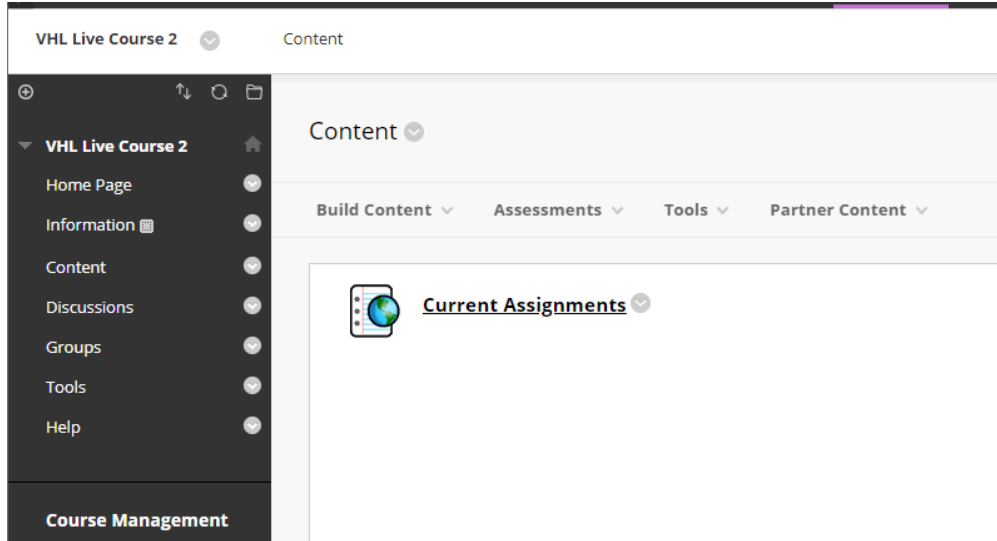 VHL Live Course 2
Content
VHL Live Course 2
Home Page
Information
Content
Discussions
Groups
Tools
Help
Course Management
Content
Build Content Assessments Tools Partner Content
Current Assignments